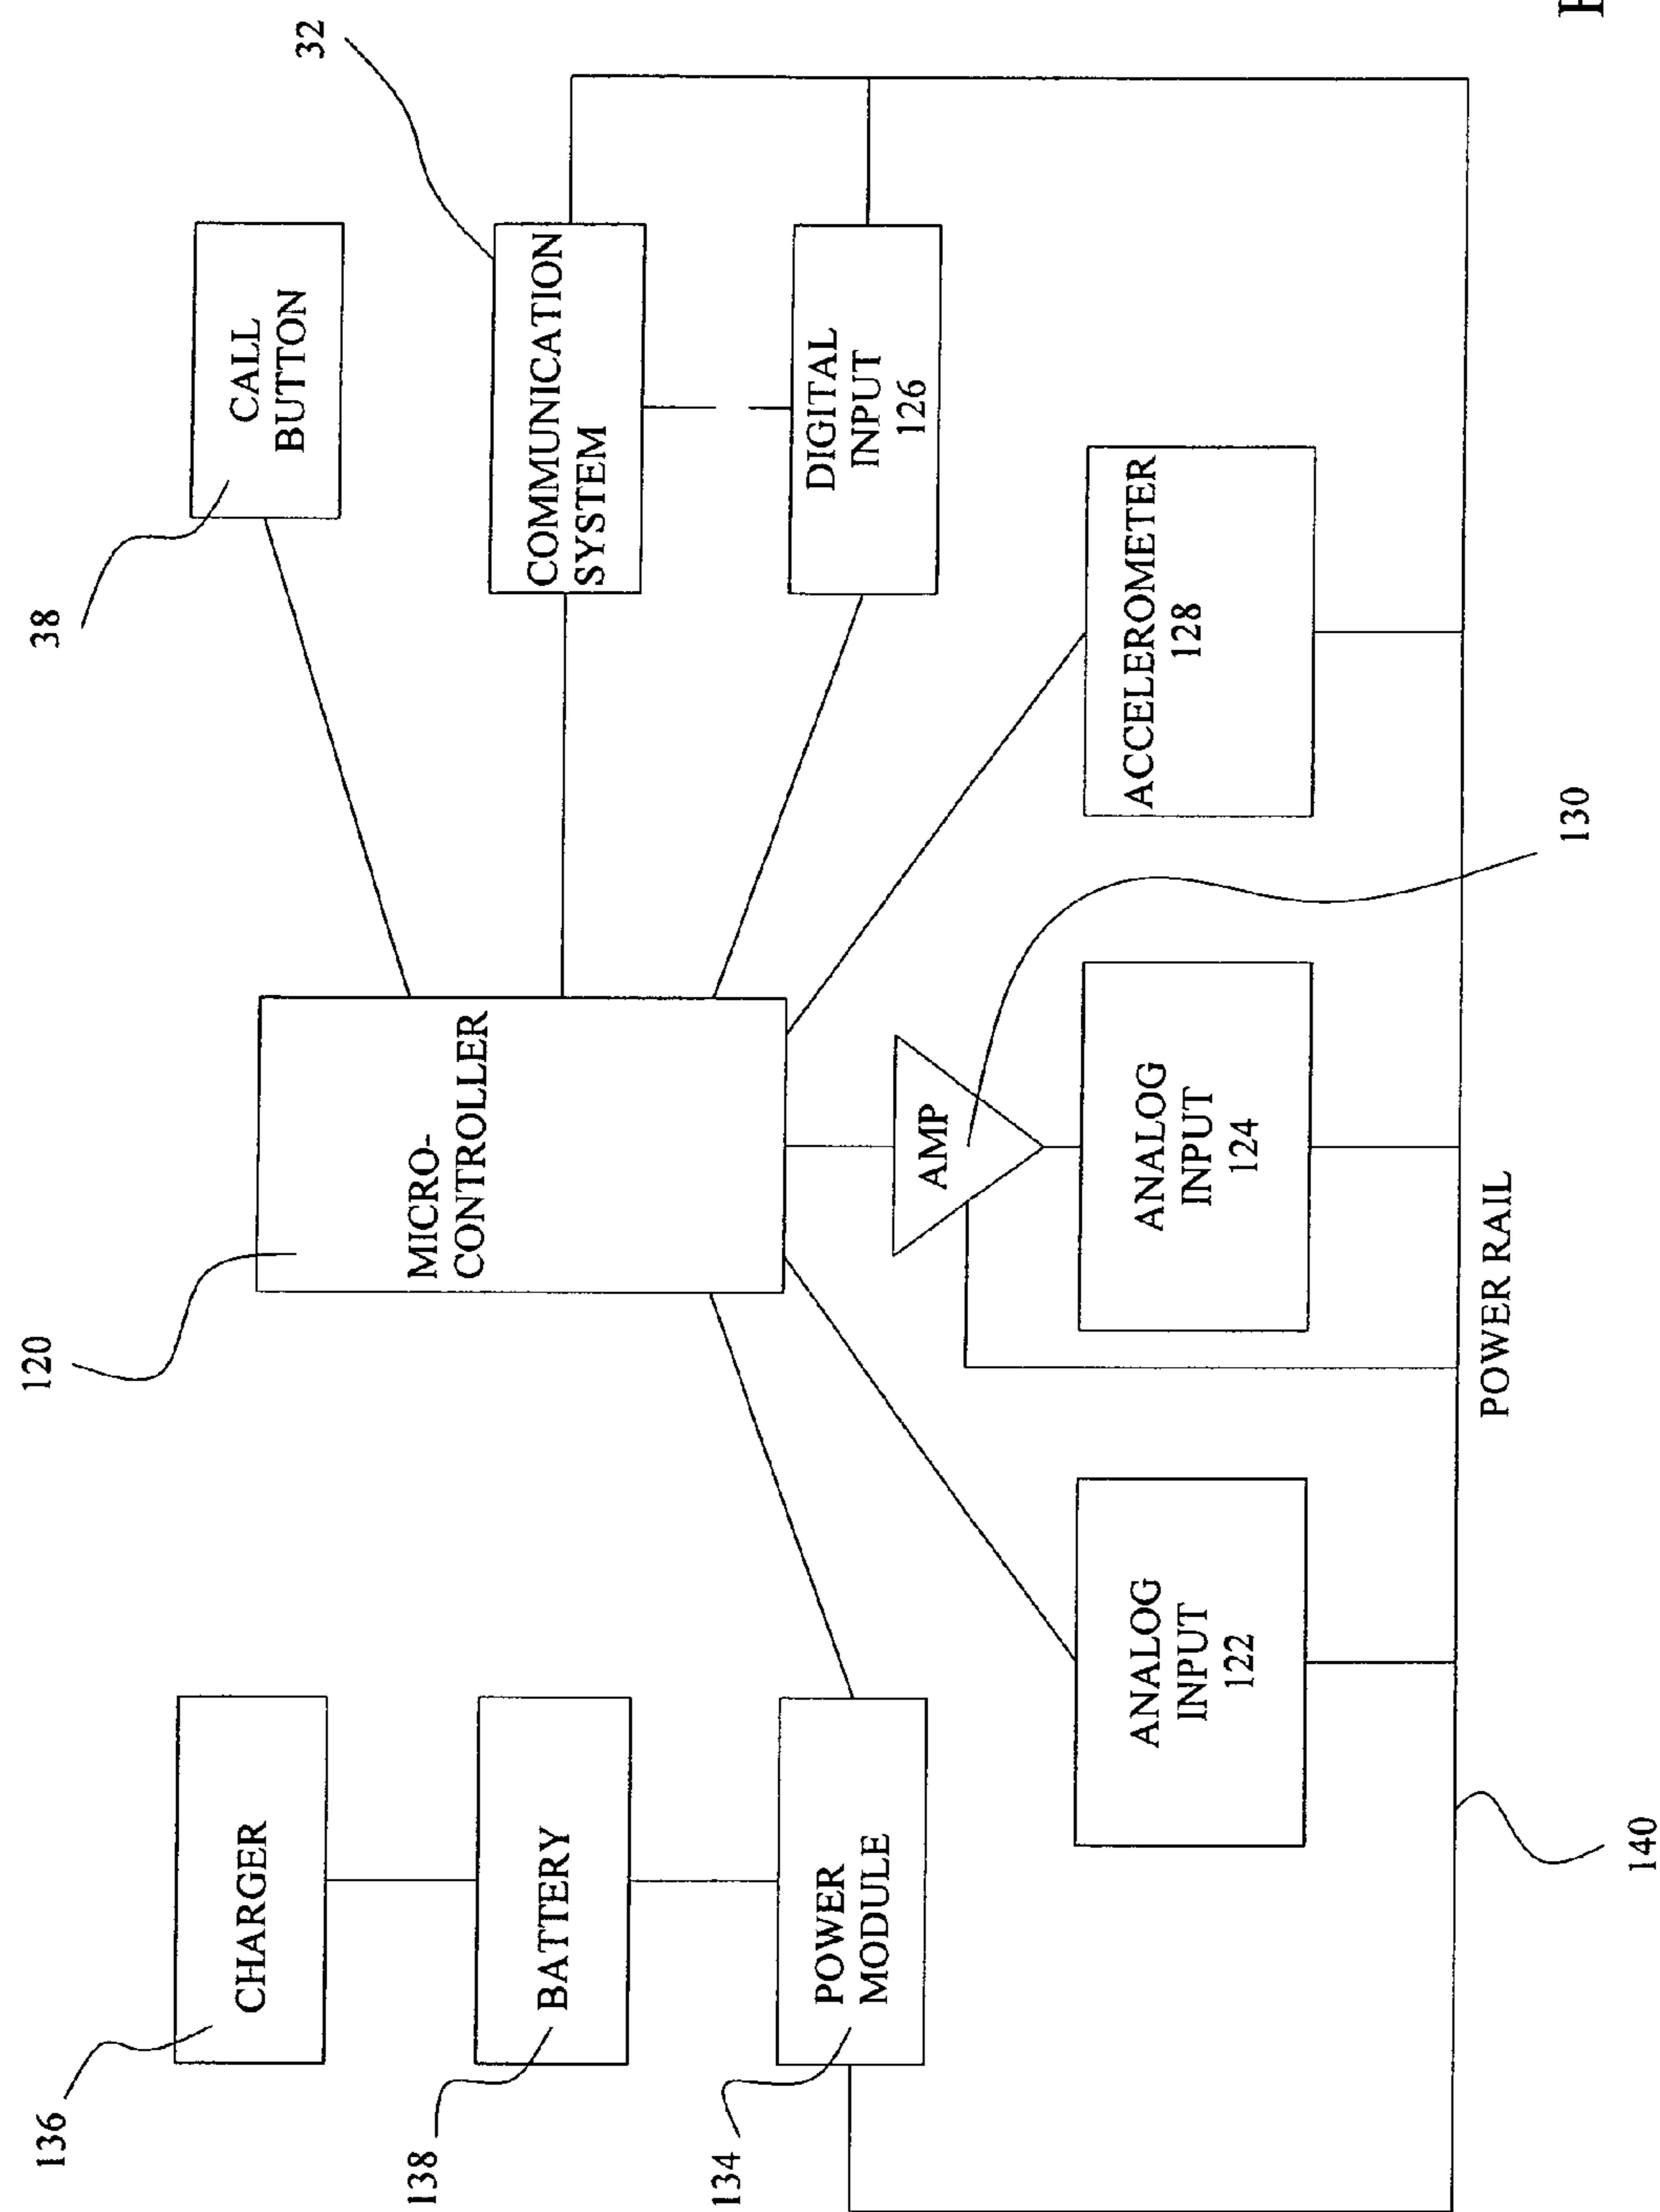 136
CHARGER
138
BATTERY
134
POWER
MODULE
120
MICRO-
CONTROLLER
38
CALL
BUTTON
32
COMMUNICATION
SYSTEM
DIGITAL
INPUT
126
ACCELEROMETER
128
AMP
130
ANALOG
INPUT
124
ANALOG
INPUT
122
POWER RAIL
140